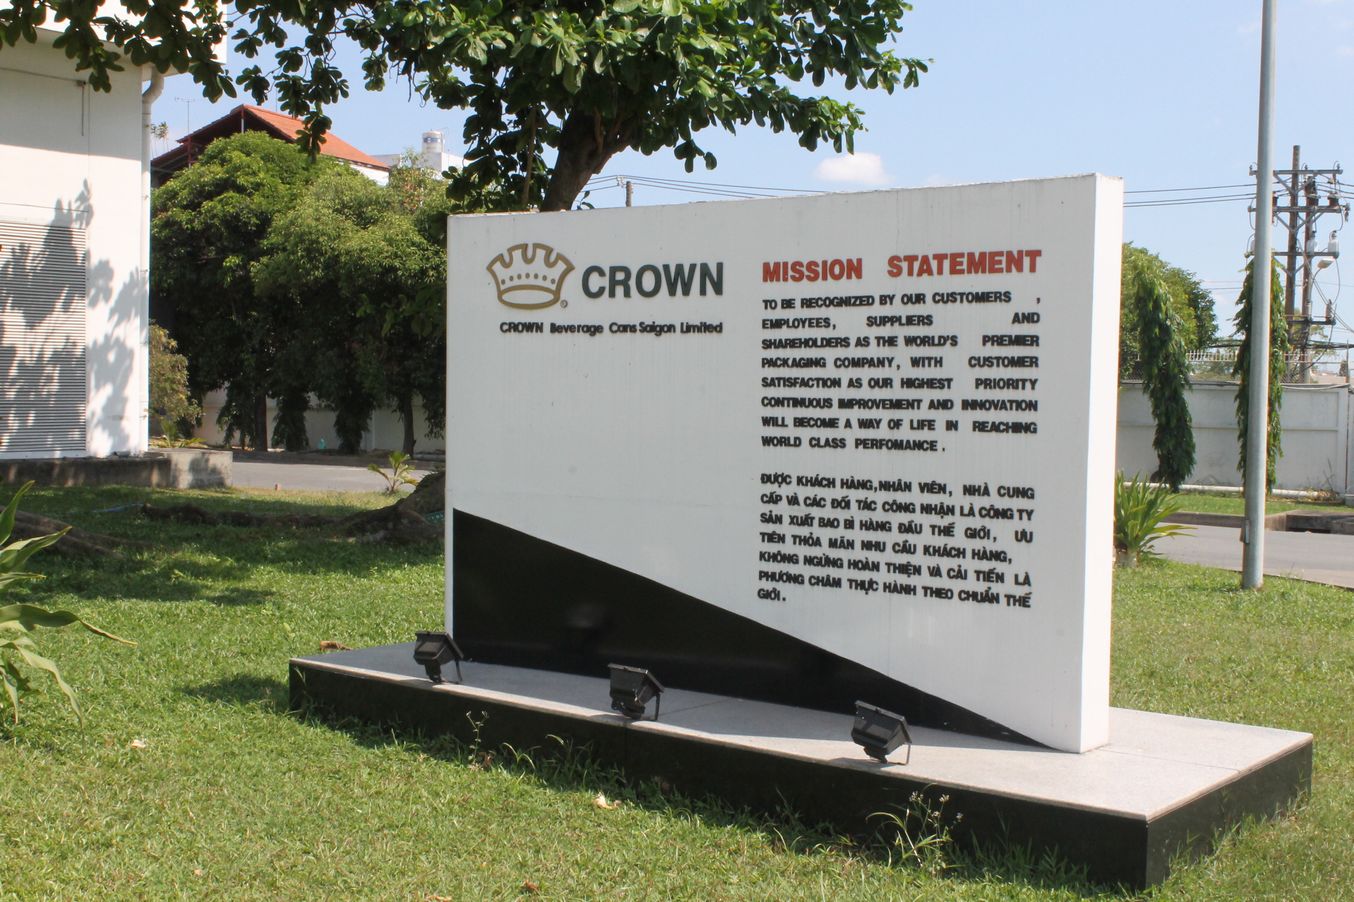 CROWN
CROWN Beverage Cans Saigon Limited
MISSION STATEMENT
TO BE RECOGNIZED BY OUR CUSTOMERS ,
EMPLOYEES, SUPPLIERS AND
SHAREHOLDERS AS THE WORLD'S PREMIER
PACKAGING COMPANY, WITH CUSTOMER
SATISFACTION AS OUR HIGHEST PRIORITY
CONTINUOUS IMPROVEMENT AND INNOVATION
WILL BECOME A WAY OF LIFE IN REACHING
WORLD CLASS PERFOMANCE .
ĐƯỢC KHÁCH HÀNG,NHÂN VIÊN, NHÀ CUNG
CẤP VÀ CÁC ĐỐI TÁC CÔNG NHẬN LÀ CÔNG TY
SẢN XUẤT BAO BÌ HÀNG ĐẦU THẾ GIỚI, ƯU
TIÊN THỎA MÃN NHU CẦU KHÁCH HÀNG,
KHÔNG NGỪNG HOÀN THIỆN VÀ CẢI TIẾN LÀ
PHƯƠNG CHÂM THỰC HÀNH THEO CHUẨN THẾ
GIỚI.